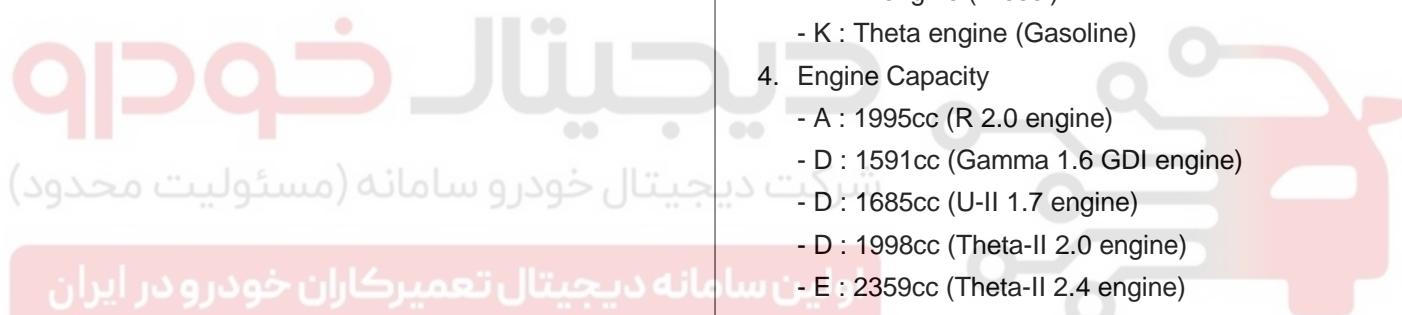 - K : Theta engine (Gasoline)
4. Engine Capacity
- A : 1995cc (R 2.0 engine)
- D : 1591cc (Gamma 1.6 GDI engine)
- D : 1685cc (U-II 1.7 engine)
- D : 1998cc (Theta-II 2.0 engine)
- E : 2359cc (Theta-II 2.4 engine)
دیجیتال خودرو
شرکت دیجیتال خودرو سامانه (مسئولیت محدود)
اولین سامانه دیجیتال تعمیرکاران خودرو در ایران